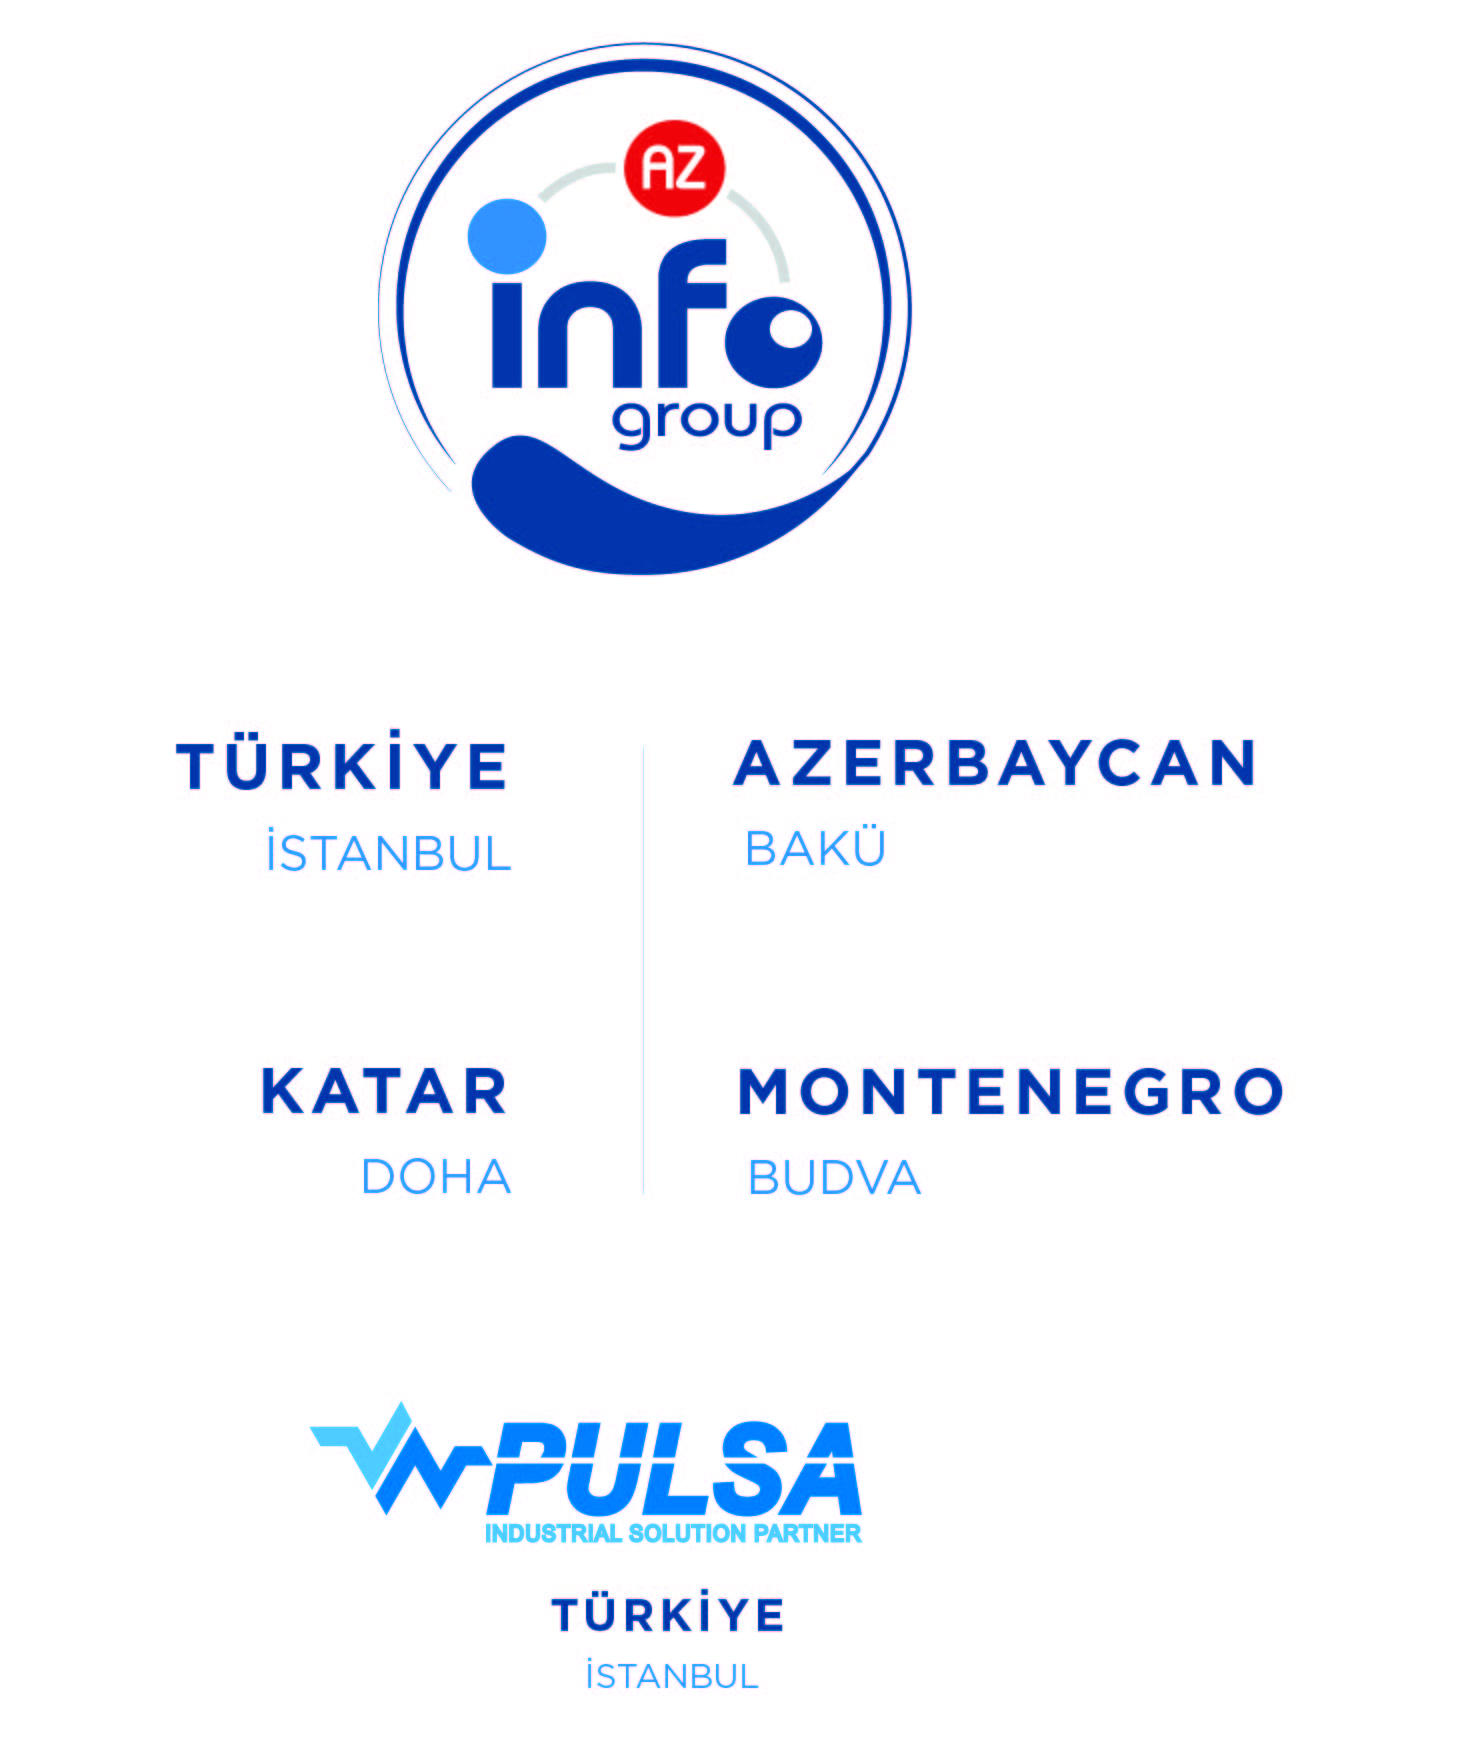 AZ
info
group
TÜRKİYE
İSTANBUL
AZERBAYCAN
BAKÜ
KATAR
DOHA
MONTENEGRO
BUDVA
PULSA
INDUSTRIAL SOLUTION PARTNER
TÜRKİYE
İSTANBUL